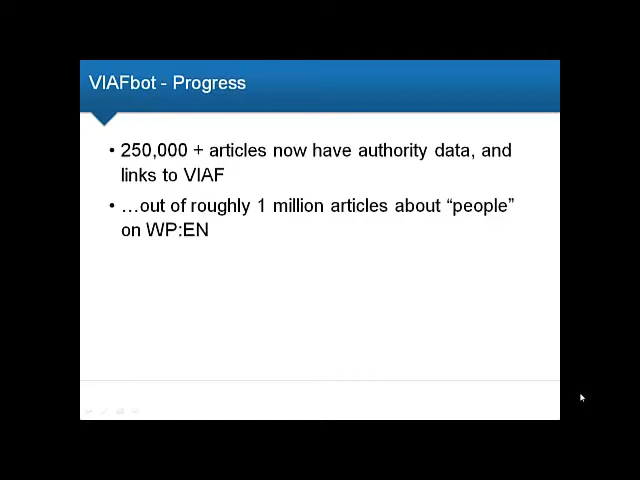 VIAFbot - Progress
• 250,000 + articles now have authority data, and
links to VIAF
• …out of roughly 1 million articles about “people”
on WP:EN